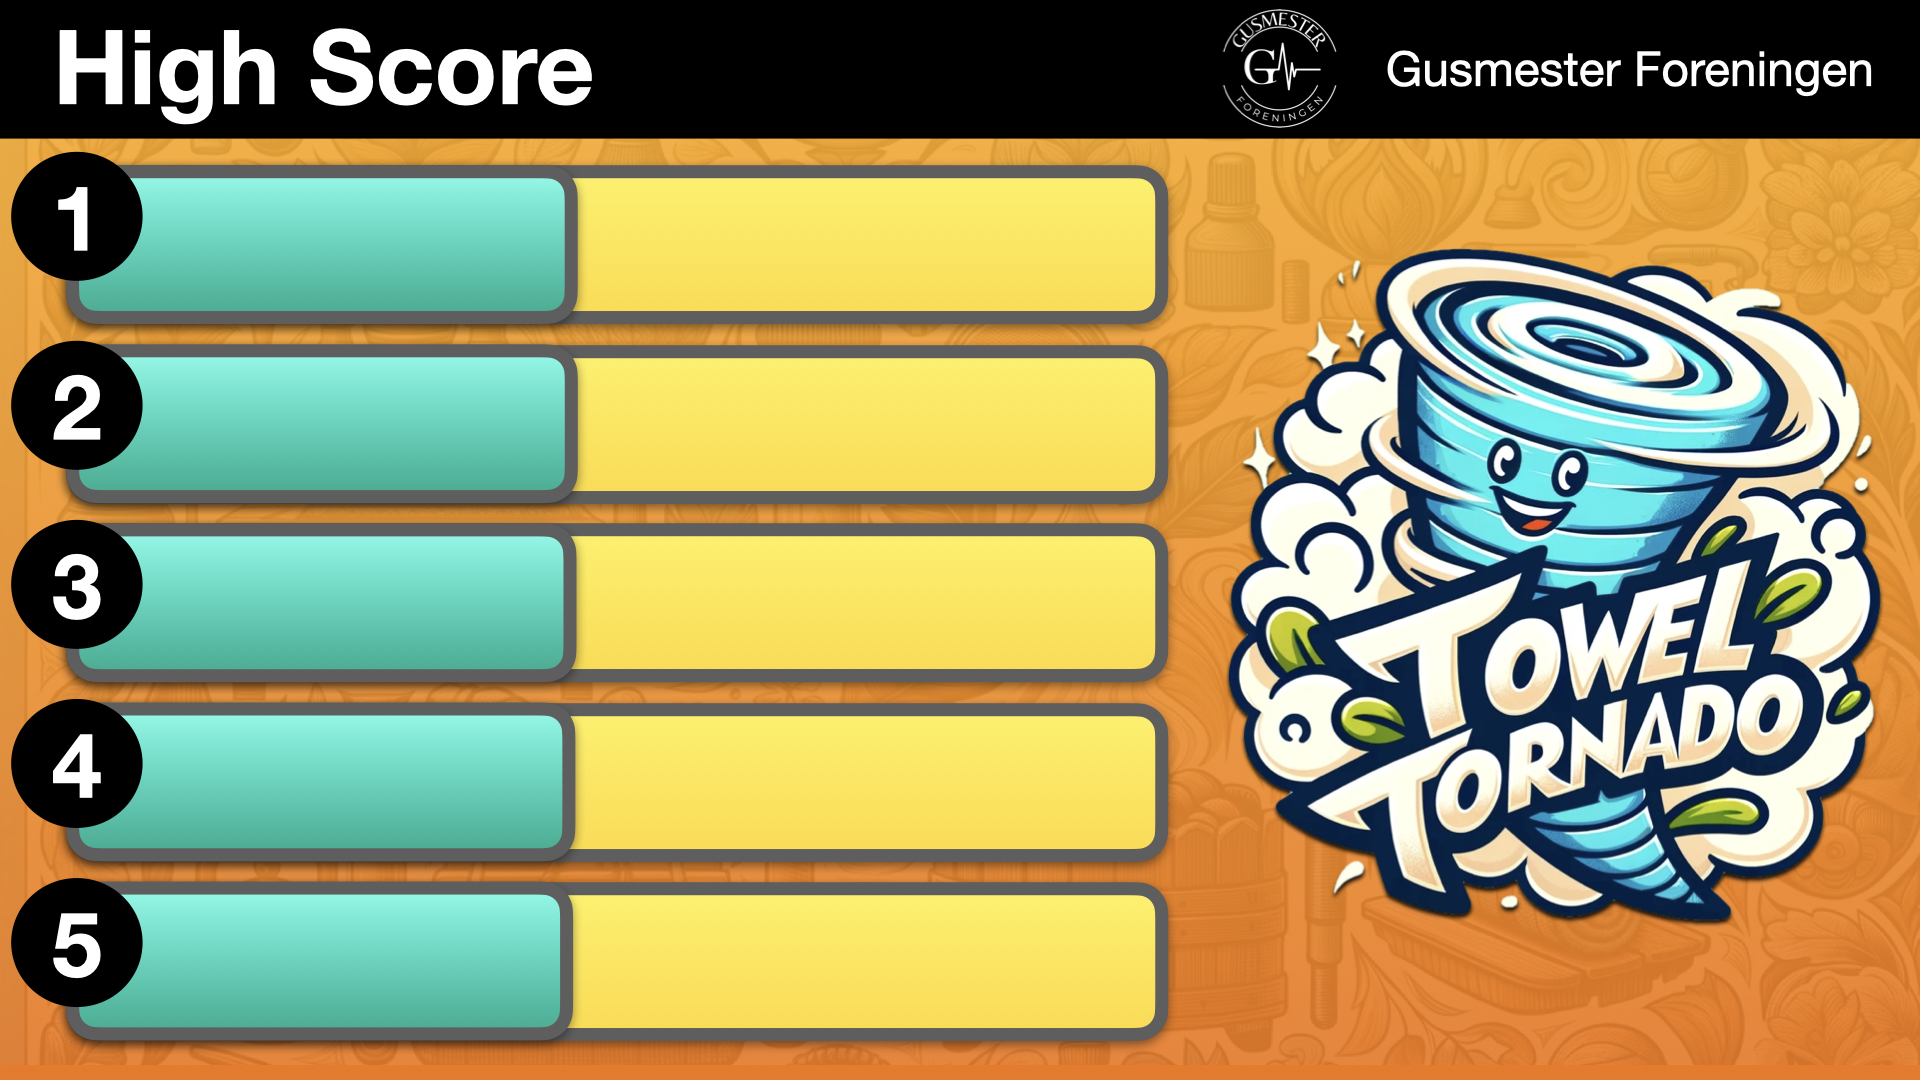 High Score
GUSMESTER
G
FORENINGEN
Gusmester Foreningen
1
2
3
4
5
TOWEL
TORNADO